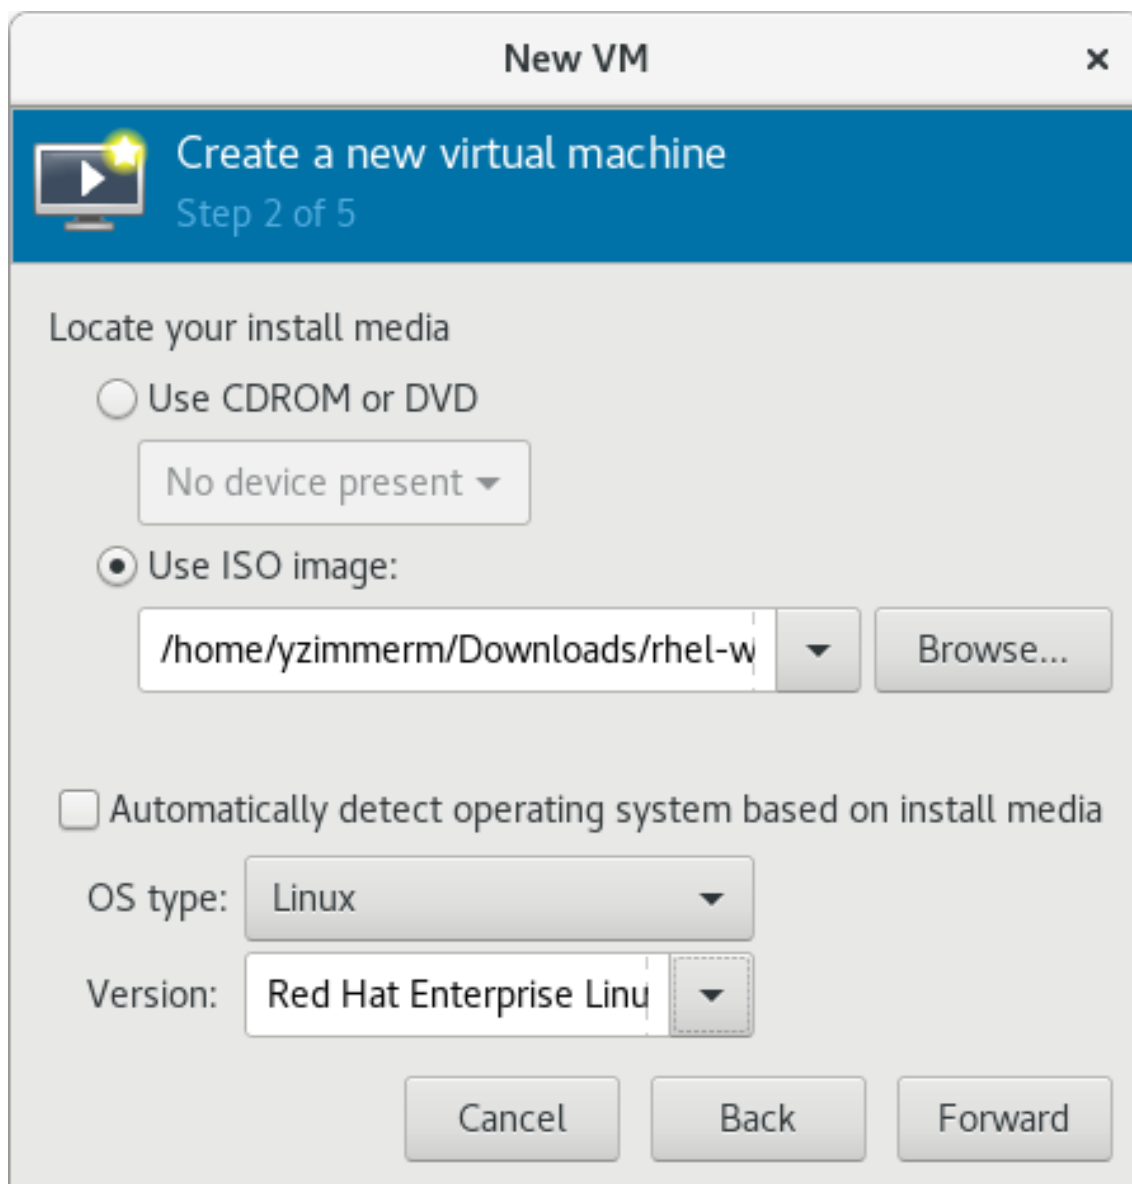 New VM
Create a new virtual machine
Step 2 of 5
Locate your install media
Use CDROM or DVD
No device present
Use ISO image:
/home/yzimmerm/Downloads/rhel-w
Browse...
Automatically detect operating system based on install media
OS type: Linux
Version: Red Hat Enterprise Linu
Cancel Back Forward